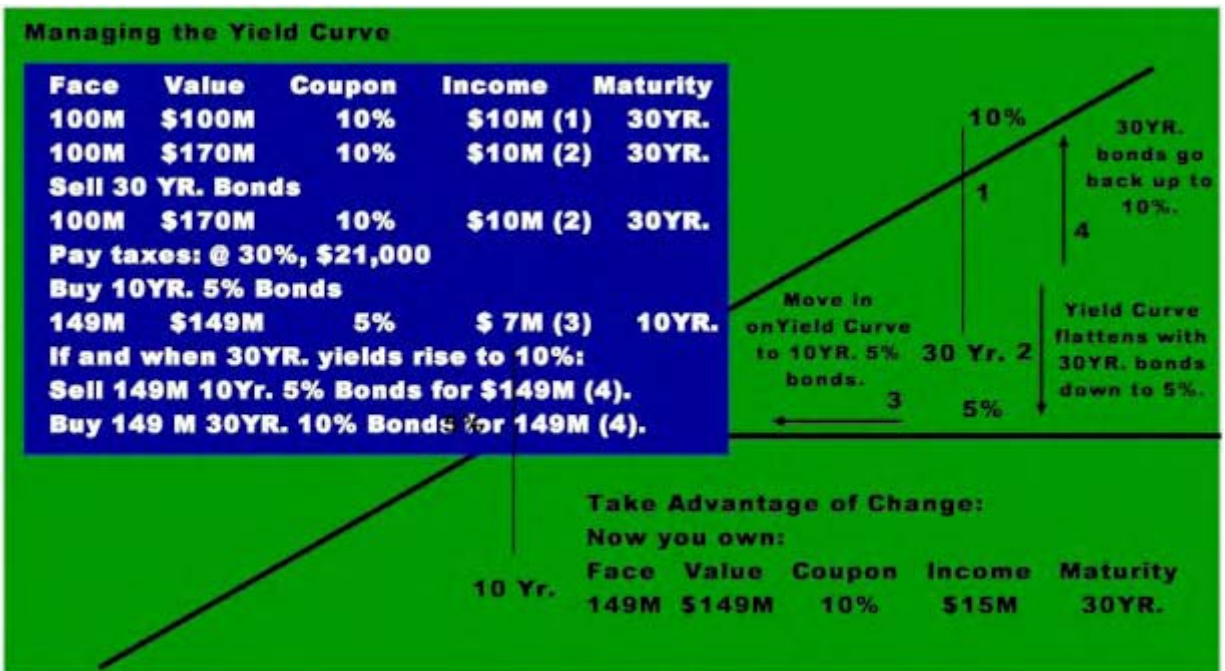 Managing the Yield Curve
Face Value Coupon Income Maturity
100M $100M 10% $10M (1) 30YR.
100M $170M 10% $10M (2) 30YR.
Sell 30 YR. Bonds
100M $170M 10% $10M (2) 30YR.
Pay taxes: @ 30%, $21,000
Buy 10YR. 5% Bonds
149M $149M 5% $ 7M (3) 10YR.
If and when 30YR. yields rise to 10%:
Sell 149M 10Yr. 5% Bonds for $149M (4).
Buy 149 M 30YR. 10% Bonds for 149M (4).
5%
10%
1
30YR.
bonds go
back up to
10%.
4
Move in
onYield Curve
to 10YR. 5%
bonds.
3
30 Yr. 2
5%
Yield Curve
flattens with
30YR. bonds
down to 5%.
10 Yr.
Take Advantage of Change:
Now you own:
Face Value Coupon Income Maturity
149M $149M 10% $15M 30YR.